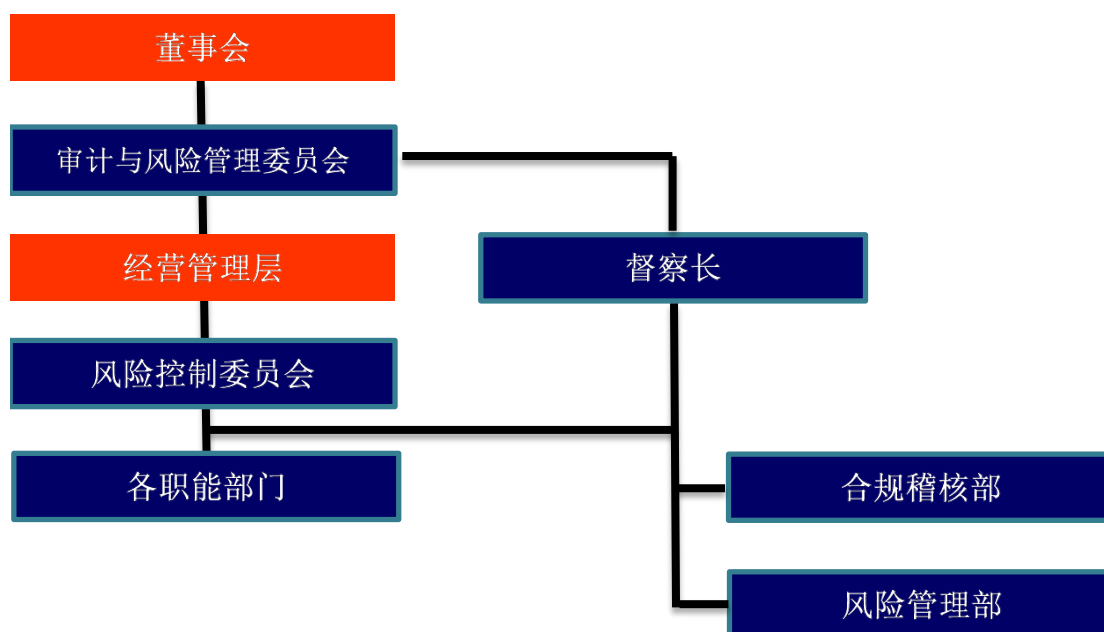 董事会
审计与风险管理委员会
经营管理层
督察长
风险控制委员会
各职能部门
合规稽核部
风险管理部